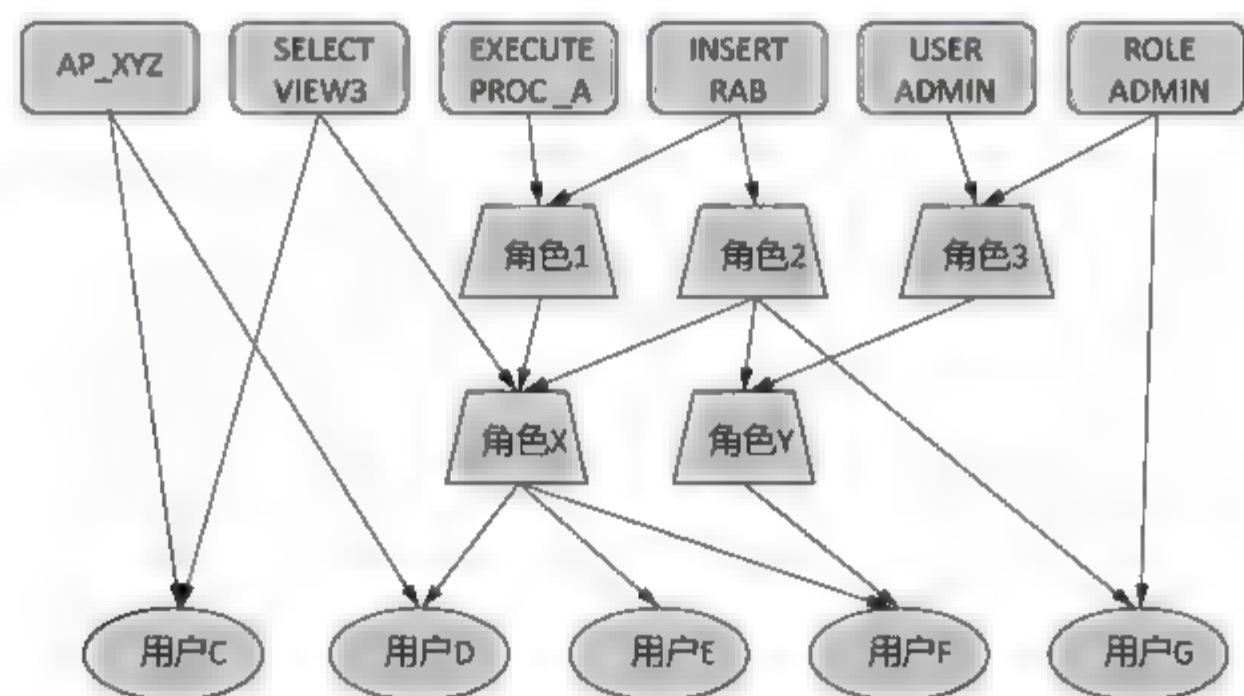 AP_XYZ
SELECT
VIEW3
EXECUTE
PROC_A
INSERT
RAB
USER
ADMIN
ROLE
ADMIN
角色1
角色2
角色3
角色X
角色Y
用户C
用户D
用户E
用户F
用户G